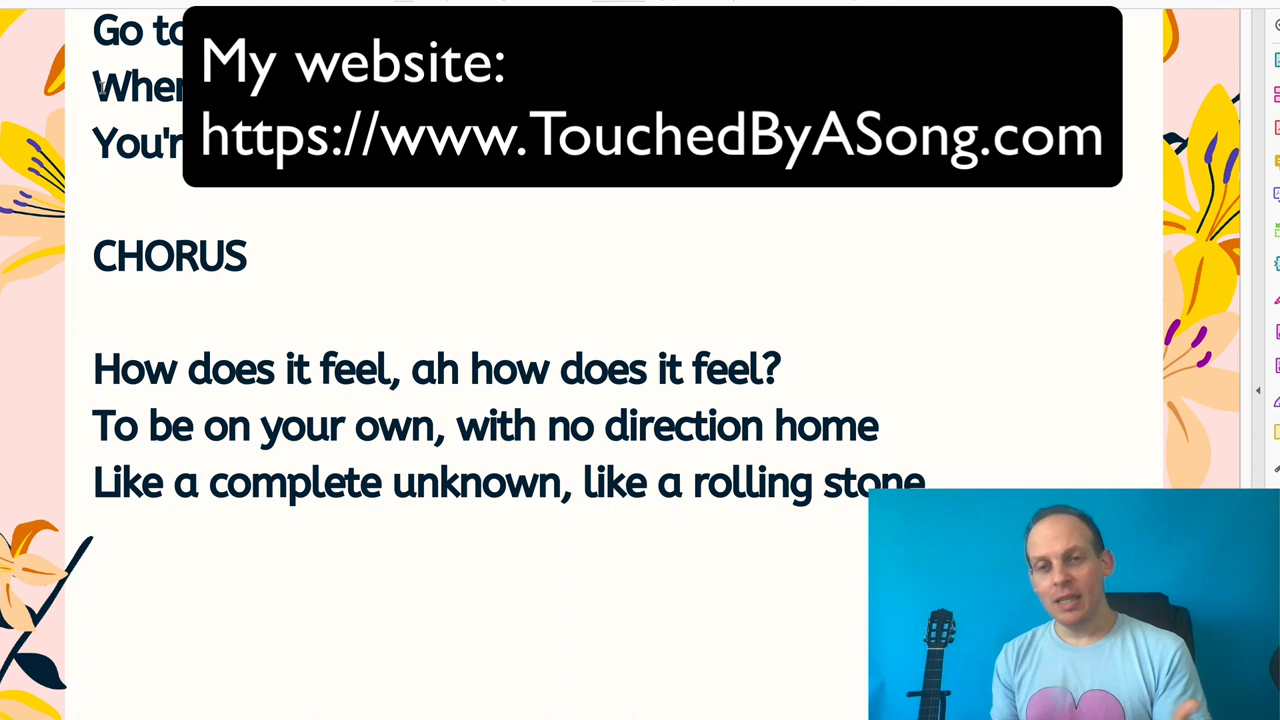 Go to
My website:
When
https://www.TouchedByASong.com
You'r
CHORUS
How does it feel, ah how does it feel?
To be on your own, with no direction home
Like a complete unknown, like a rolling stone